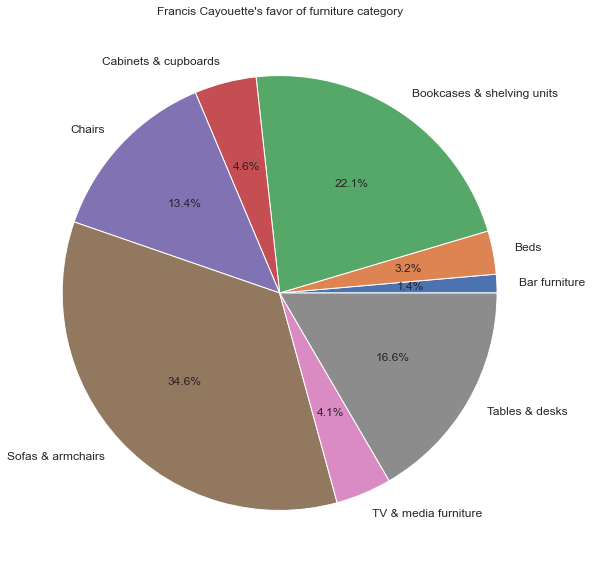 Francis Cayouette's favor of furniture category
Cabinets & cupboards
Bookcases & shelving units
Chairs
4.6%
22.1%
13.4%
Beds
3.2%
Bar furniture
1.4%
16.6%
34.6%
Tables & desks
4.1%
Sofas & armchairs
TV & media furniture